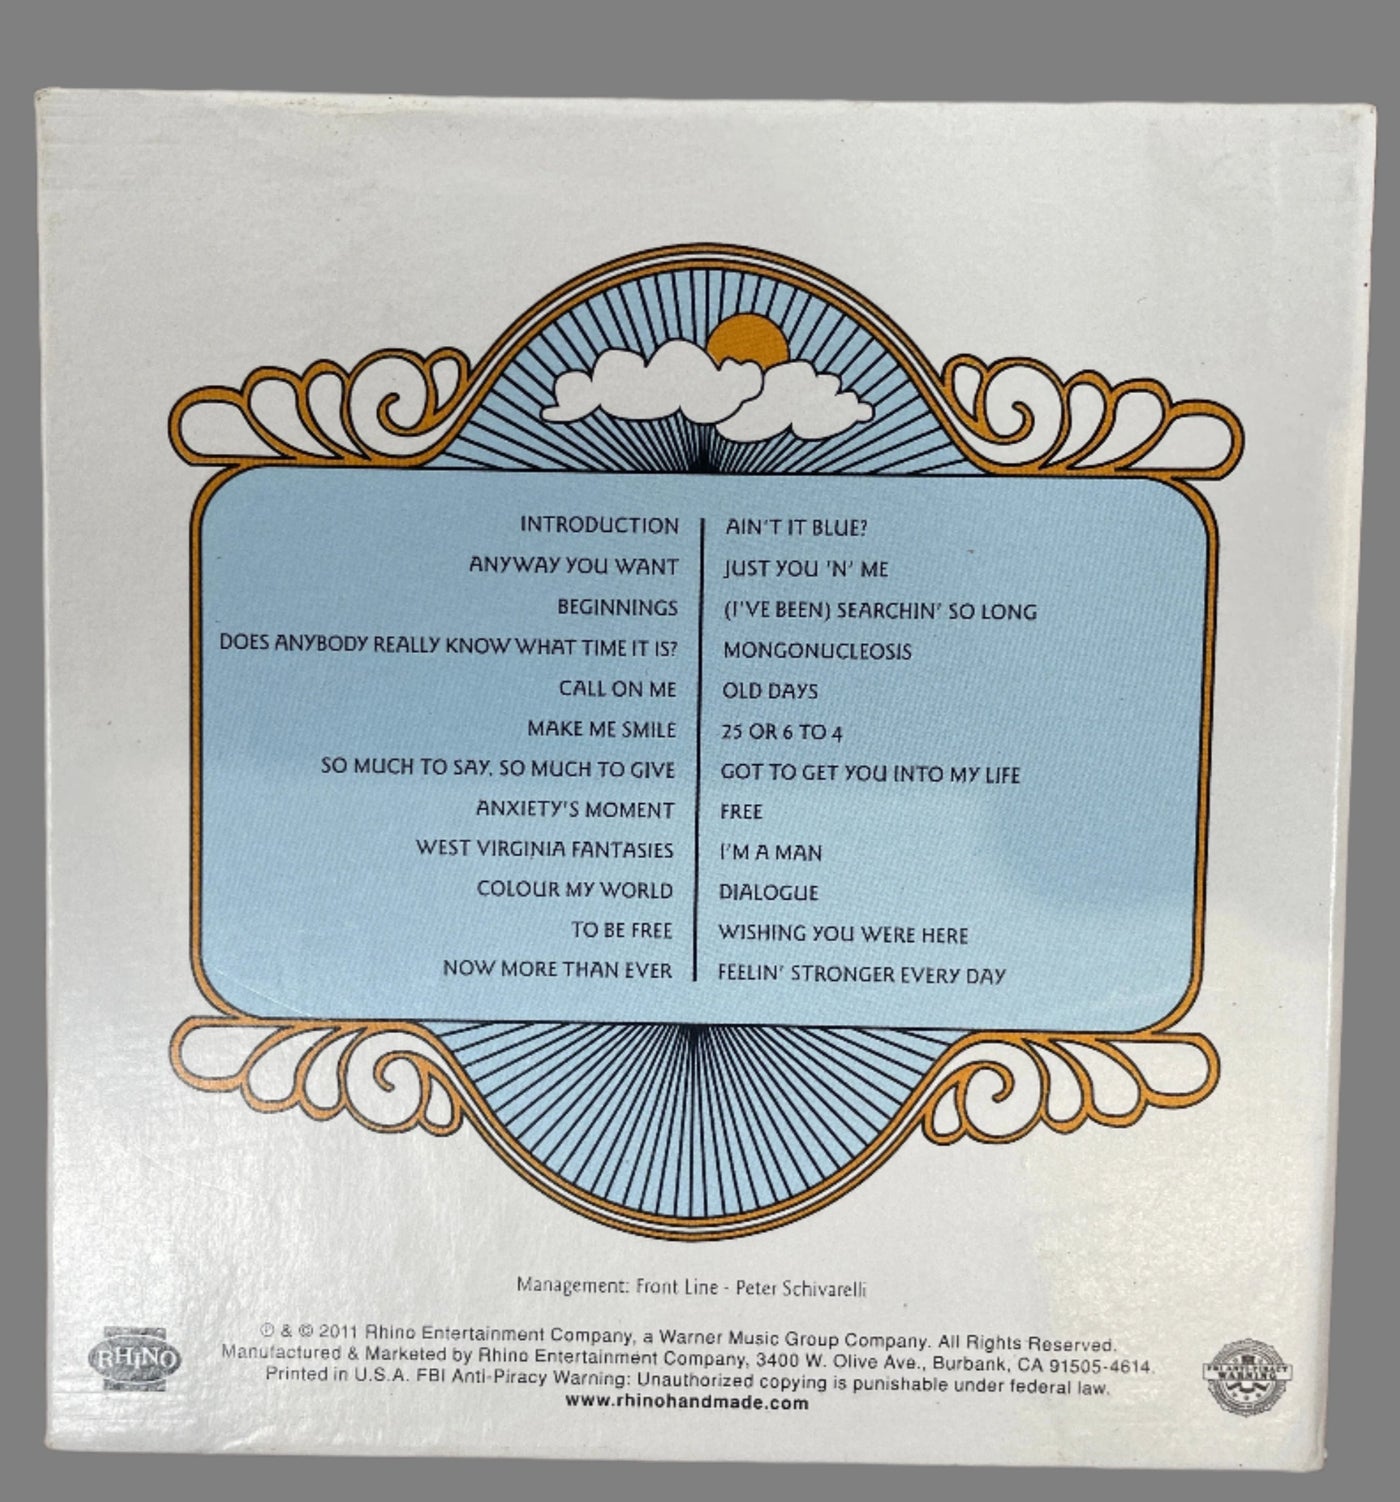 INTRODUCTION
ANYWAY YOU WANT
BEGINNINGS
DOES ANYBODY REALLY KNOW WHAT TIME IT IS?
CALL ON ME
MAKE ME SMILE
SO MUCH TO SAY, SO MUCH TO GIVE
ANXIETY'S MOMENT
WEST VIRGINIA FANTASIES
COLOUR MY WORLD
TO BE FREE
NOW MORE THAN EVER
AIN'T IT BLUE?
JUST YOU 'N' ME
(I'VE BEEN) SEARCHIN' SO LONG
MONGONUCLEOSIS
OLD DAYS
25 OR 6 TO 4
GOT TO GET YOU INTO MY LIFE
FREE
I'M A MAN
DIALOGUE
WISHING YOU WERE HERE
FEELIN' STRONGER EVERY DAY
Management: Front Line - Peter Schivarelli
RHINO
℗ & © 2011 Rhino Entertainment Company, a Warner Music Group Company. All Rights Reserved.
Manufactured & Marketed by Rhino Entertainment Company, 3400 W. Olive Ave., Burbank, CA 91505-4614.
Printed in U.S.A. FBI Anti-Piracy Warning: Unauthorized copying is punishable under federal law.
www.rhinohandmade.com
FBI ANTI-PIRACY
WARNING